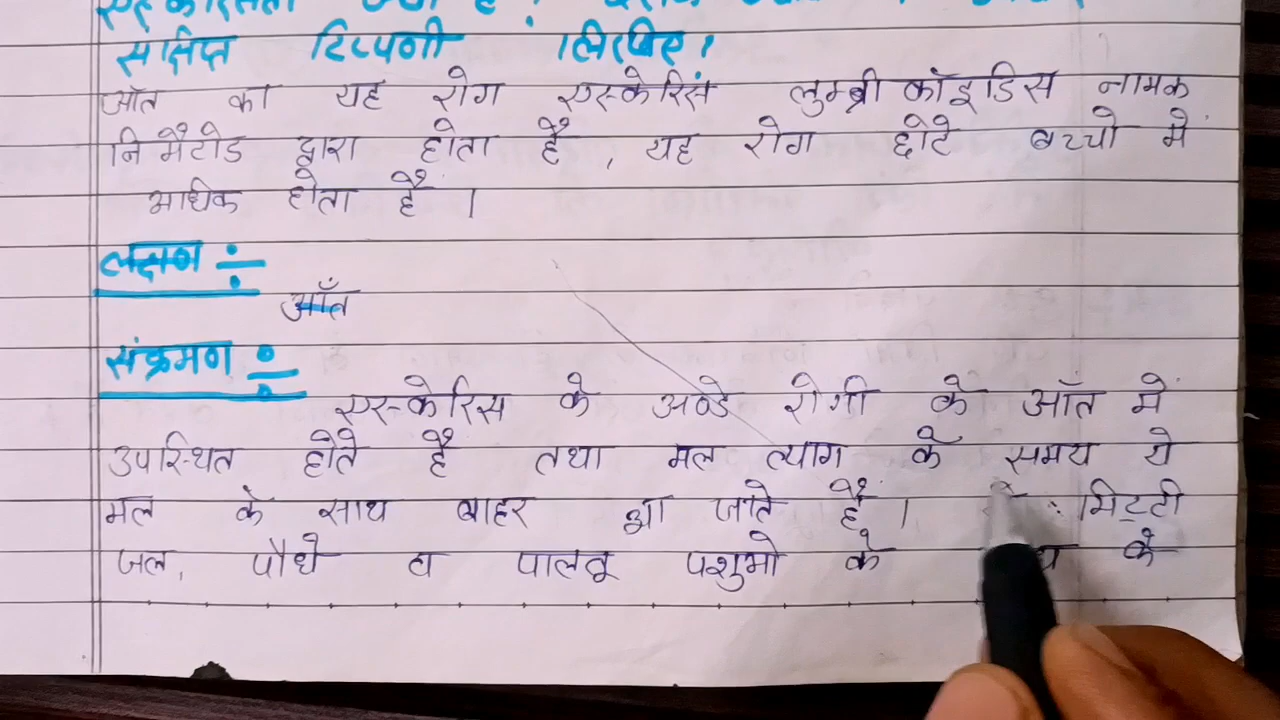 संक्षिप्त टिप्पणी लिखिए।
आँत का यह रोग एस्केरिस लुम्ब्रीकॉइडिस नामक
निमैटोड द्वारा होता है, यह रोग छोटे बच्चो में
अधिक होता है।
लक्षण ÷
आँत
संक्रमण ÷
एस्केरिस के अण्डे रोगी के आँत में
उपस्थित होते है तथा मल त्याग के समय ये
मल के साथ बाहर आ जाते है। मिट्टी
जल, पौधे व पालतू पशुओ के के